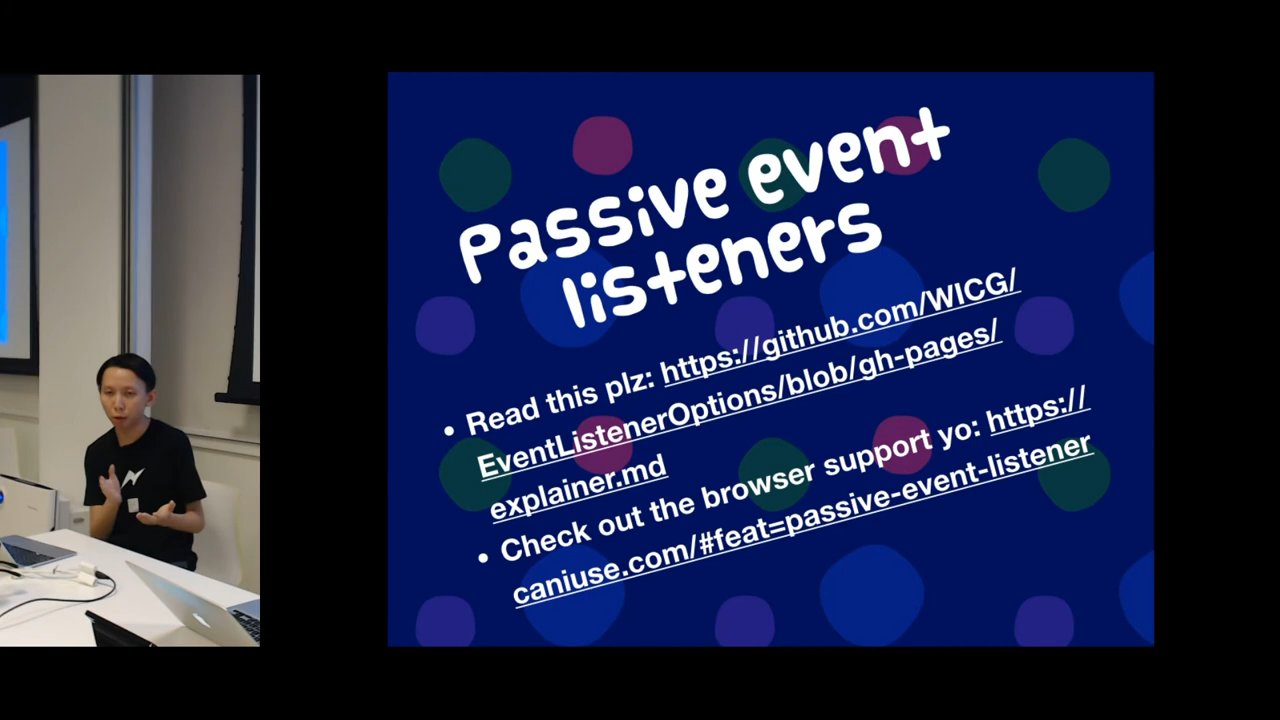 Passive event
listeners
• Read this plz: https://github.com/WICG/
EventListenerOptions/blob/gh-pages/
explainer.md
• Check out the browser support yo: https://
caniuse.com/#feat=passive-event-listener